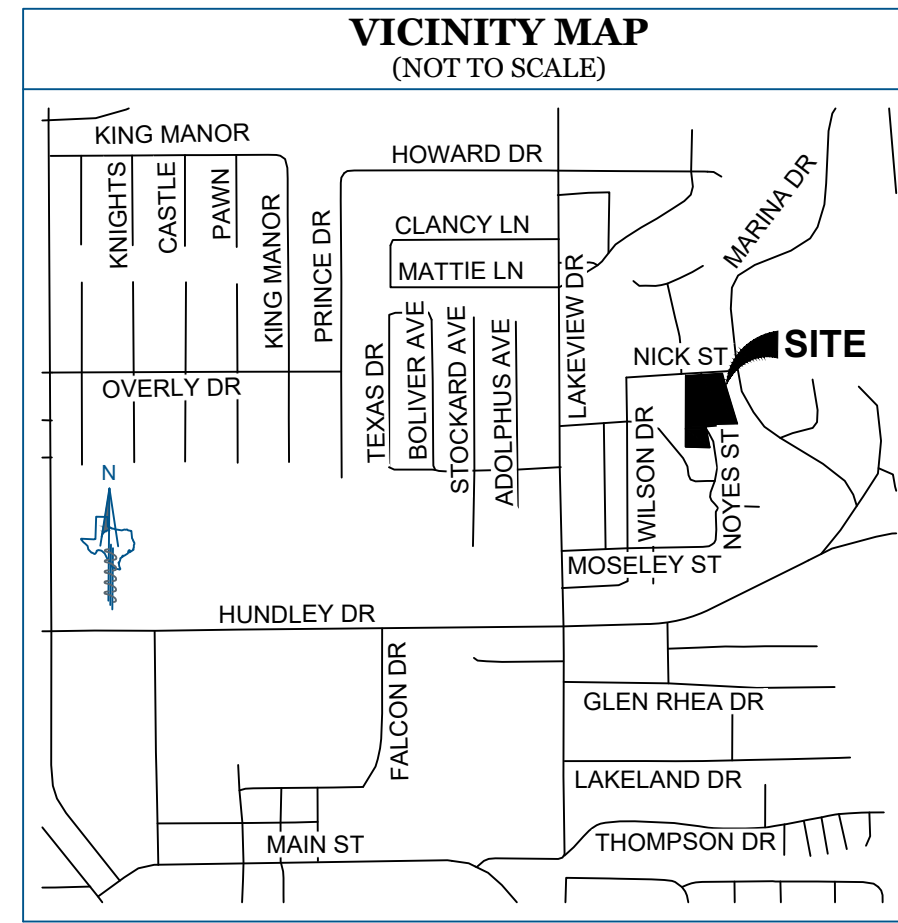 VICINITY MAP
(NOT TO SCALE)
KING MANOR
HOWARD DR
KNIGHTS
CASTLE
PAWN
KING MANOR
PRINCE DR
CLANCY LN
MATTIE LN
LAKEVIEW DR
MARINA DR
TEXAS DR
BOLIVER AVE
STOCKARD AVE
ADOLPHUS AVE
NICK ST
SITE
OVERLY DR
WILSON DR
NOYES ST
N
MOSELEY ST
HUNDLEY DR
FALCON DR
GLEN RHEA DR
LAKELAND DR
MAIN ST
THOMPSON DR